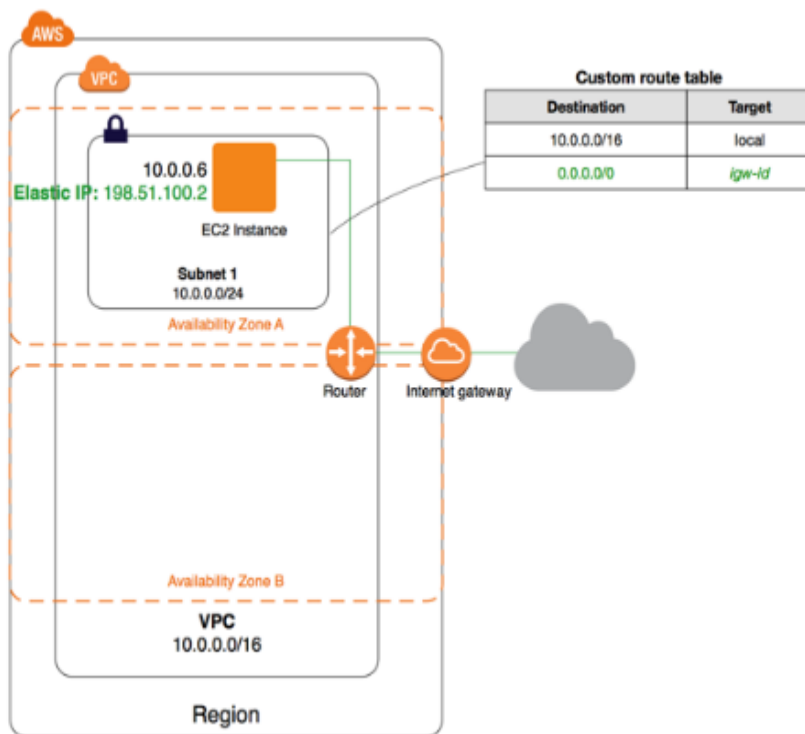 AWS
VPC
Custom route table
Destination Target
10.0.0.0/16 local
0.0.0.0/0 igw-id
10.0.0.6
Elastic IP: 198.51.100.2
EC2 Instance
Subnet 1
10.0.0.0/24
Availability Zone A
Router
Internet gateway
Availability Zone B
VPC
10.0.0.0/16
Region